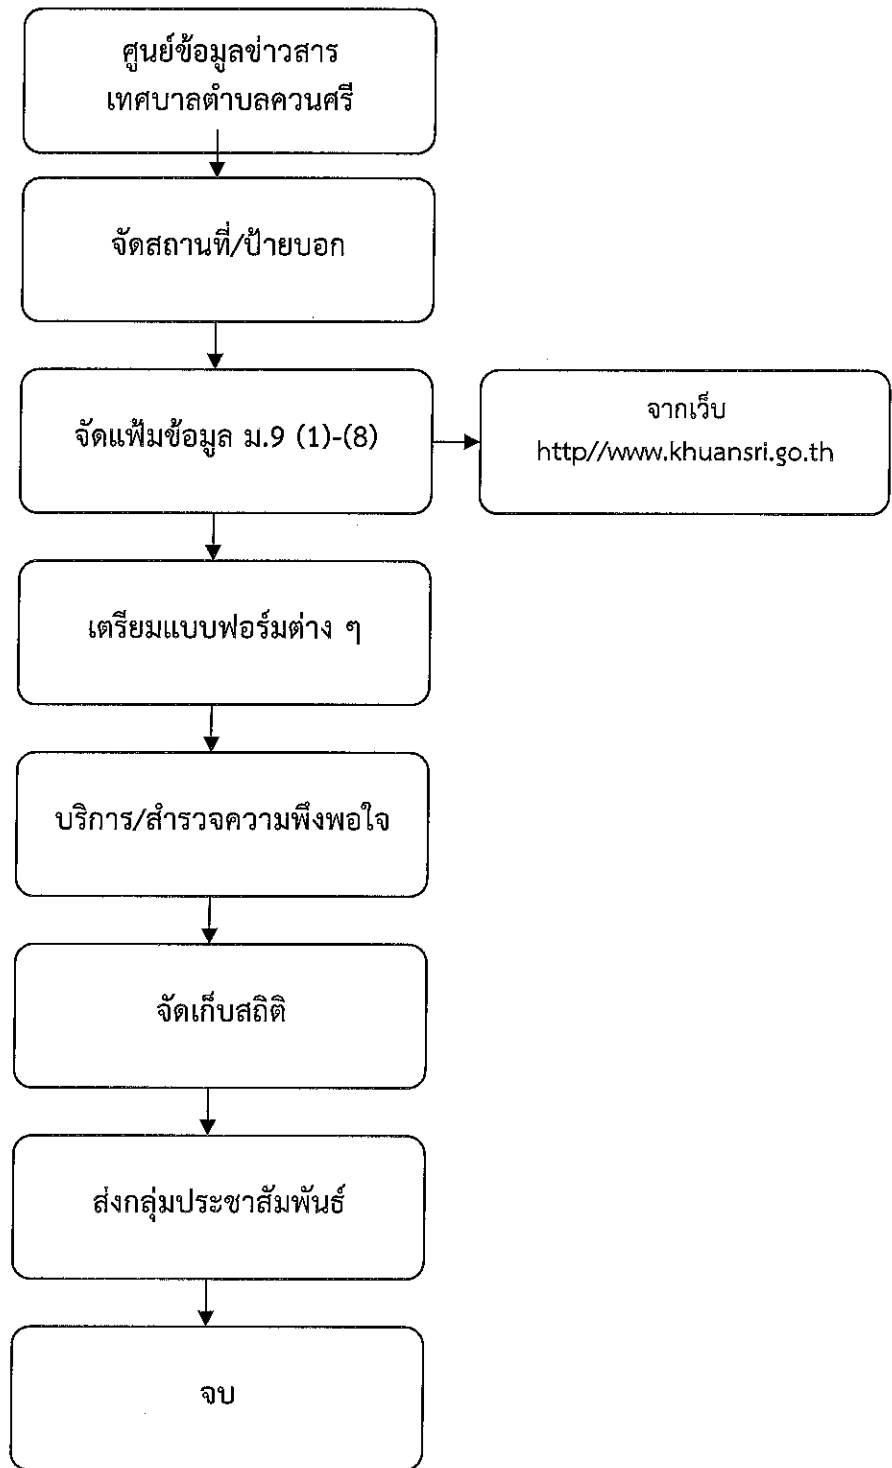 ศูนย์ข้อมูลข่าวสาร
เทศบาลตำบลควนศรี
จัดสถานที่/ป้ายบอก
จัดแฟ้มข้อมูล ม.9 (1)-(8)
จากเว็บ
http//www.khuansri.go.th
เตรียมแบบฟอร์มต่าง ๆ
บริการ/สำรวจความพึงพอใจ
จัดเก็บสถิติ
ส่งกลุ่มประชาสัมพันธ์
จบ